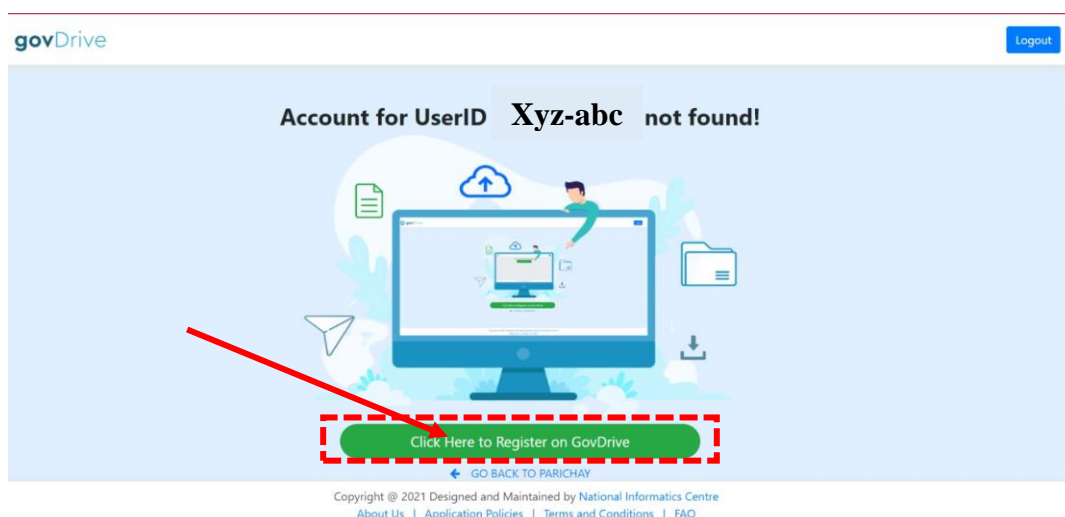 govDrive
Logout
Account for UserID Xyz-abc not found!
Click Here to Register on GovDrive
GO BACK TO PARICHAY
Copyright @ 2021 Designed and Maintained by National Informatics Centre
About Us | Application Policies | Terms and Conditions | FAQ